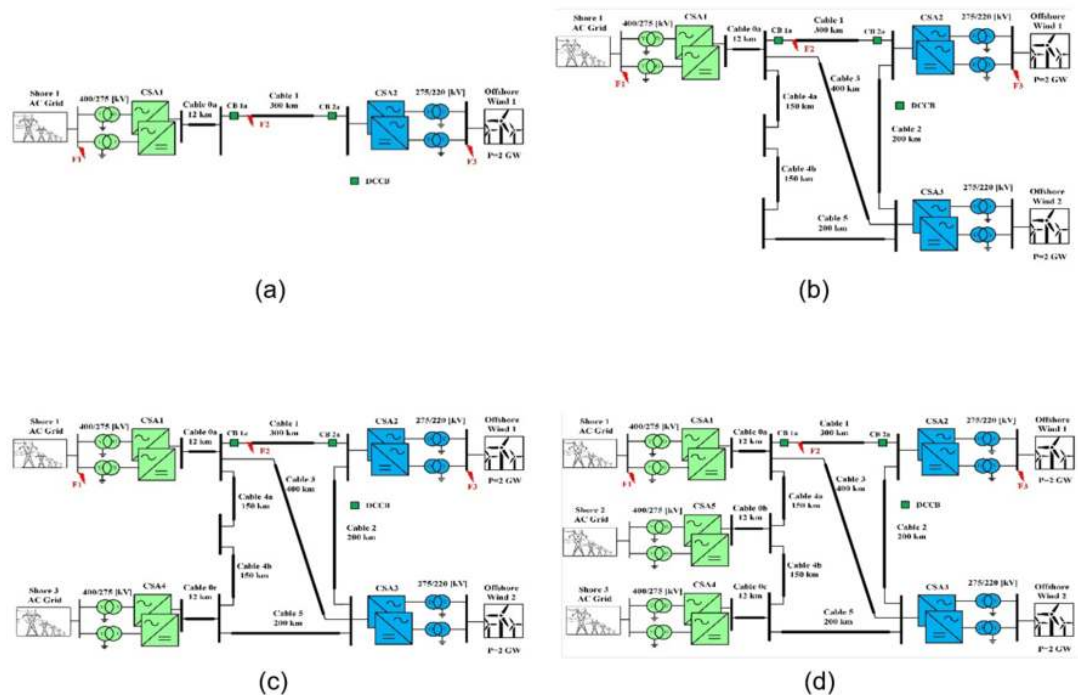 Shore 1
AC Grid
400/275 [kV]
CSA1
Cable 0a
12 km
CB 1a
Cable 1
300 km
CB 2a
CSA2
275/220 [kV]
Offshore
Wind 1
F1
F2
F3
P=2 GW
DCCB
(a)
Shore 1
AC Grid
400/275 [kV]
CSA1
Cable 0a
12 km
CB 1a
Cable 1
300 km
CB 2a
CSA2
275/220 [kV]
Offshore
Wind 1
F1
F2
F3
P=2 GW
Cable 3
400 km
Cable 4a
150 km
DCCB
Cable 2
200 km
Cable 4b
150 km
Cable 5
200 km
CSA3
275/220 [kV]
Offshore
Wind 2
P=2 GW
(b)
Shore 1
AC Grid
400/275 [kV]
CSA1
Cable 0a
12 km
CB 1a
Cable 1
300 km
CB 2a
CSA2
275/220 [kV]
Offshore
Wind 1
F1
F2
F3
P=2 GW
Cable 3
400 km
Cable 4a
150 km
DCCB
Cable 2
200 km
Shore 3
AC Grid
400/275 [kV]
CSA4
Cable 0c
12 km
Cable 4b
150 km
Cable 5
200 km
CSA3
275/220 [kV]
Offshore
Wind 2
P=2 GW
(c)
Shore 1
AC Grid
400/275 [kV]
CSA1
Cable 0a
12 km
CB 1a
Cable 1
300 km
CB 2a
CSA2
275/220 [kV]
Offshore
Wind 1
F1
F2
F3
P=2 GW
Cable 3
400 km
Cable 4a
150 km
DCCB
Cable 2
200 km
Shore 2
AC Grid
400/275 [kV]
CSA5
Cable 0b
12 km
Cable 4b
150 km
Shore 3
AC Grid
400/275 [kV]
CSA4
Cable 0c
12 km
Cable 5
200 km
CSA3
275/220 [kV]
Offshore
Wind 2
P=2 GW
(d)